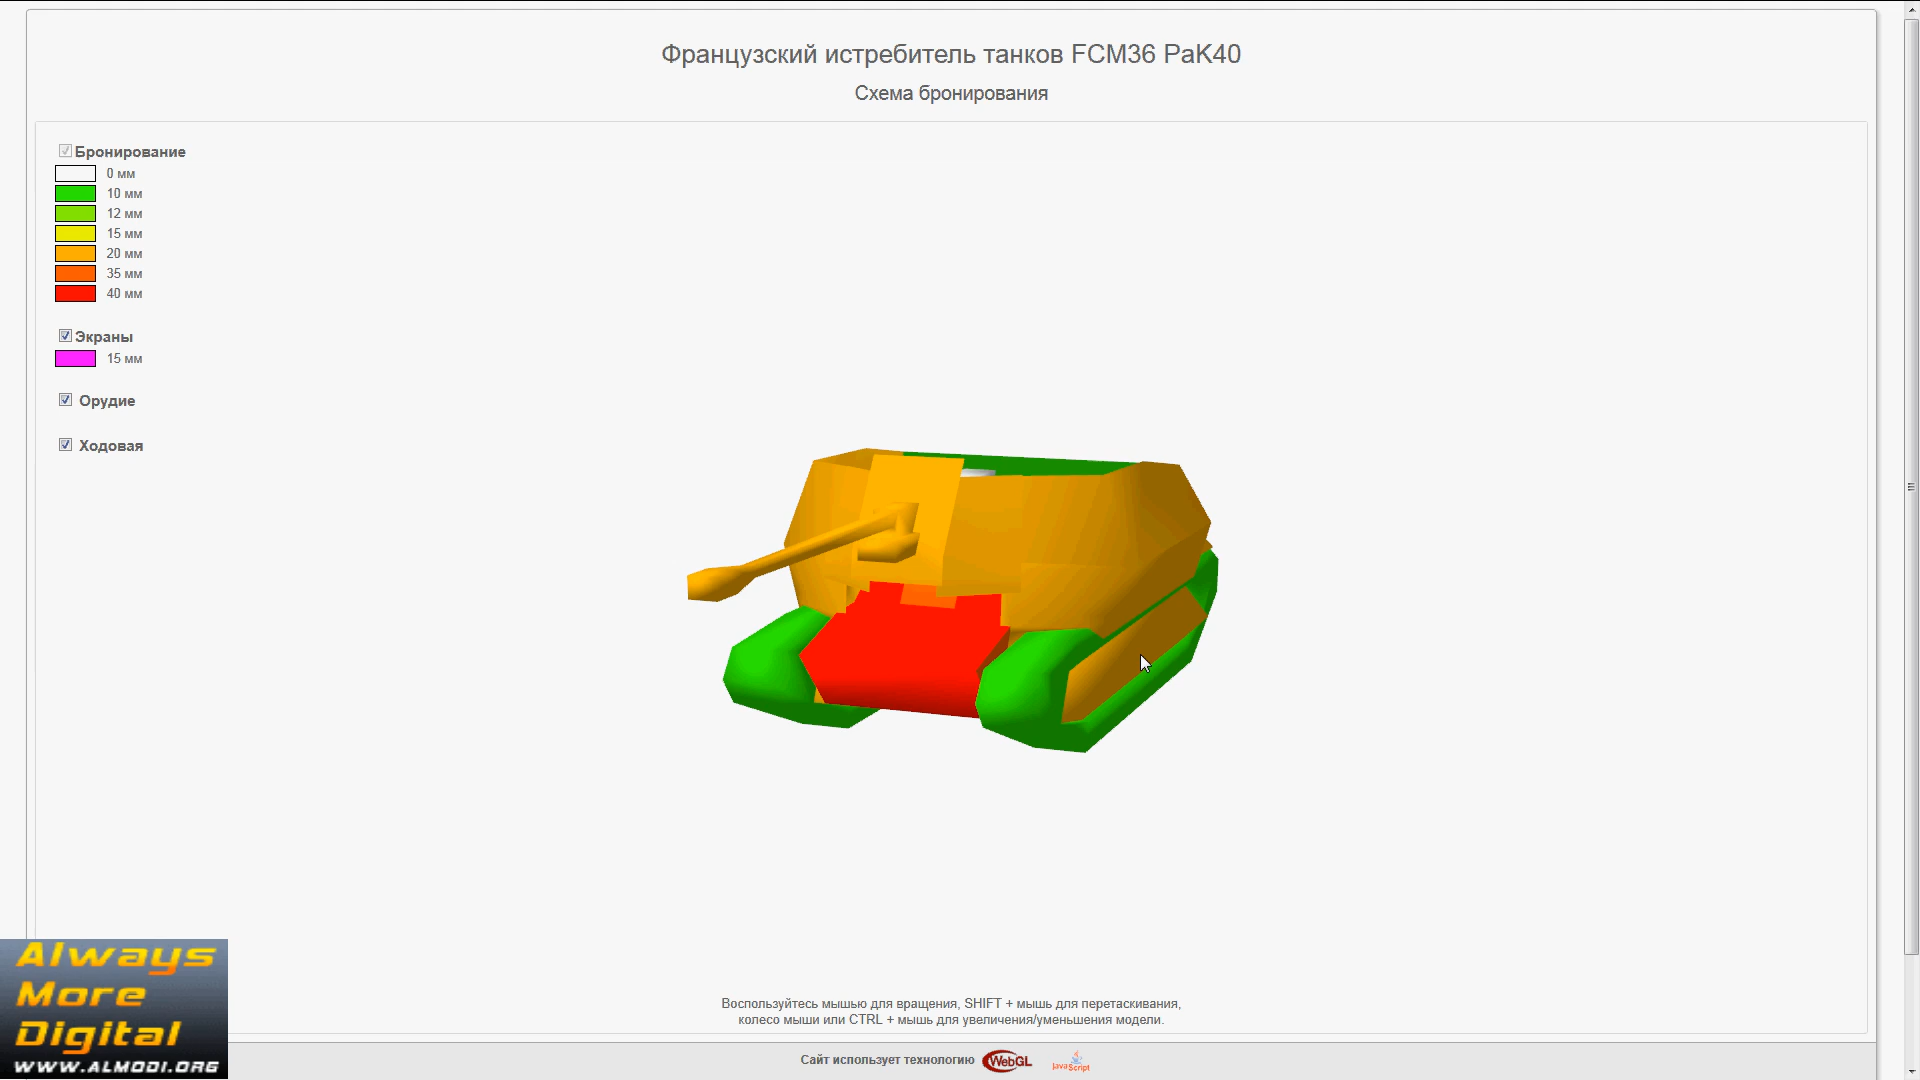 Французский истребитель танков FCM36 PaK40
Схема бронирования
Бронирование
0 мм
10 мм
12 мм
15 мм
20 мм
35 мм
40 мм
Экраны
15 мм
Орудие
Ходовая
Воспользуйтесь мышью для вращения, SHIFT + мышь для перетаскивания,
колесо мыши или CTRL + мышь для увеличения/уменьшения модели.
Always
More
Digital
WWW.ALMODI.ORG
Сайт использует технологию WebGL JavaScript